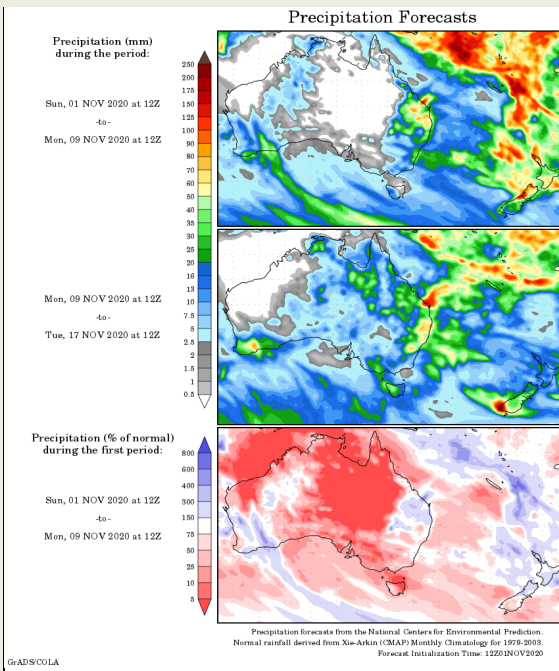 Precipitation Forecasts
Precipitation (mm)
during the period:
Sun, 01 NOV 2020 at 12Z
-to-
Mon, 09 NOV 2020 at 12Z
250
200
175
150
125
100
90
80
70
60
50
40
35
30
25
20
16
13
10
7.5
5
2.5
2
1.5
1
0.5
Mon, 09 NOV 2020 at 12Z
-to-
Tue, 17 NOV 2020 at 12Z
Precipitation (% of normal)
during the first period:
800
600
400
300
150
75
50
25
10
5
Sun, 01 NOV 2020 at 12Z
-to-
Mon, 09 NOV 2020 at 12Z
Precipitation forecasts from the National Centers for Environmental Prediction.
Normal rainfall derived from Xie-Arkin (CMAP) Monthly Climatology for 1979-2003.
Forecast Initialization Time: 12Z01NOV2020
GrADS/COLA